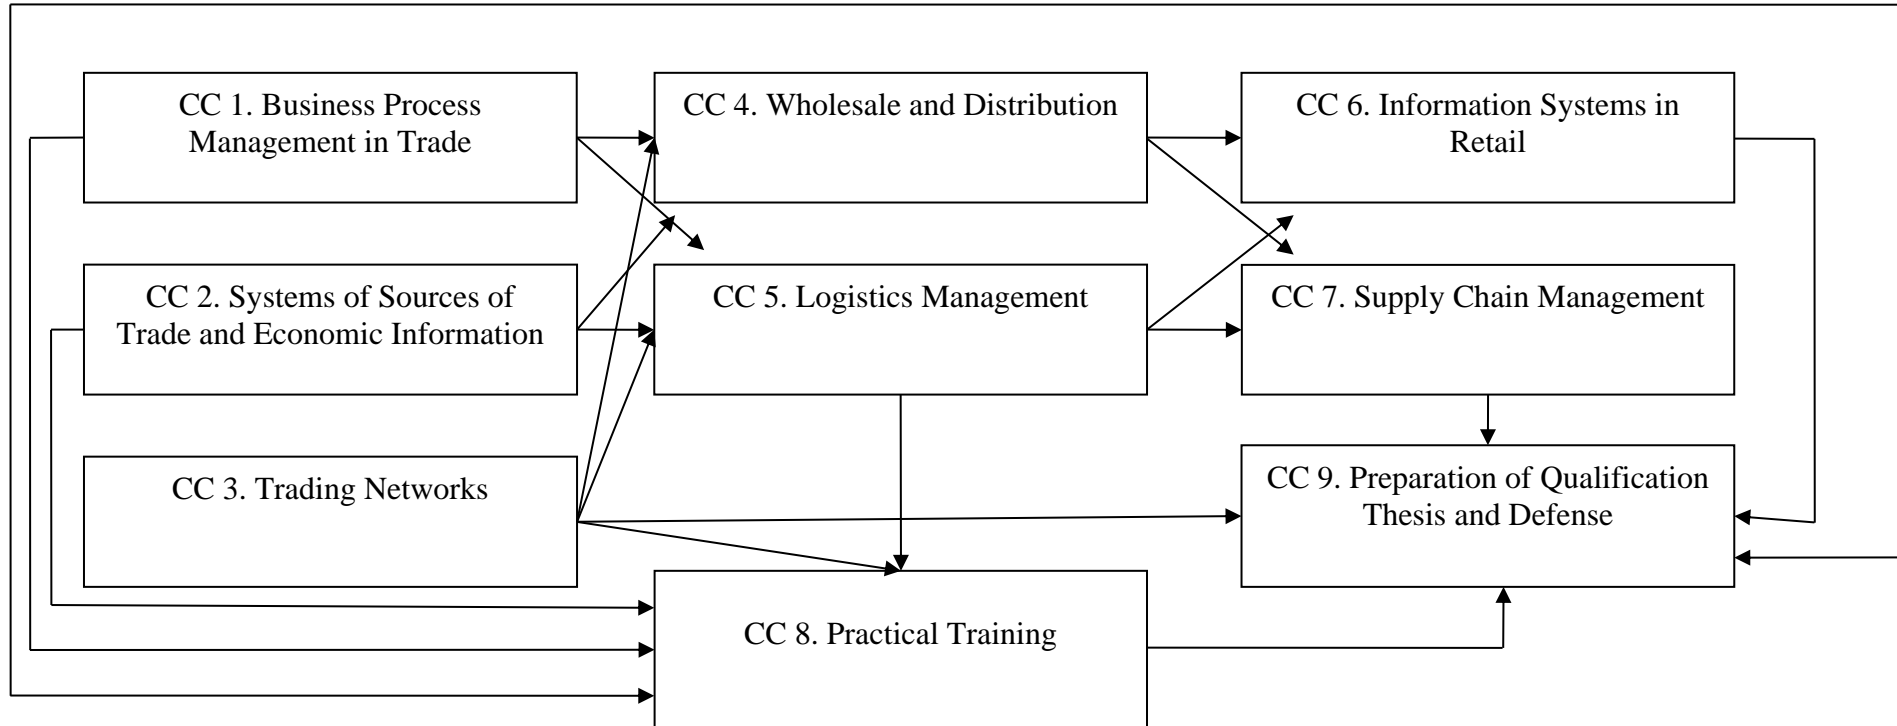 CC 1. Business Process
Management in Trade
CC 4. Wholesale and Distribution
CC 6. Information Systems in
Retail
CC 2. Systems of Sources of
Trade and Economic Information
CC 5. Logistics Management
CC 7. Supply Chain Management
CC 3. Trading Networks
CC 9. Preparation of Qualification
Thesis and Defense
CC 8. Practical Training